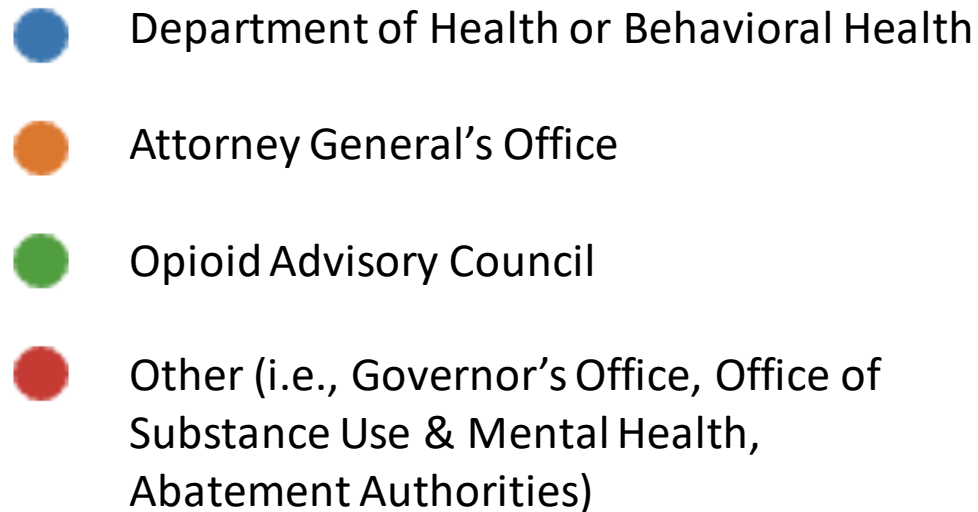 Department of Health or Behavioral Health
Attorney General’s Office
Opioid Advisory Council
Other (i.e., Governor’s Office, Office of
Substance Use & Mental Health,
Abatement Authorities)